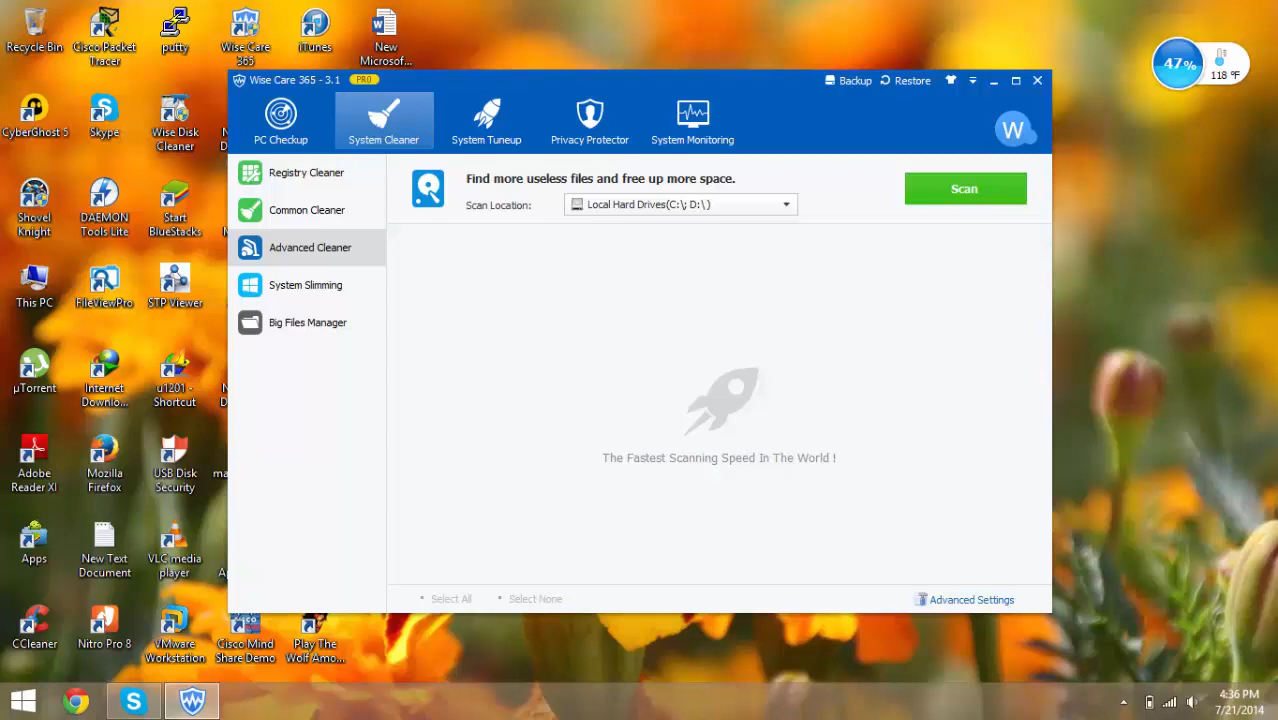 Recycle Bin
Cisco Packet
Tracer
putty
Wise Care
365
iTunes
New
Microsof...
47%
118 °F
Wise Care 365 - 3.1
PRO
Backup
Restore
PC Checkup
System Cleaner
System Tuneup
Privacy Protector
System Monitoring
W
CyberGhost 5
Skype
Wise Disk
Cleaner
Registry Cleaner
Common Cleaner
Advanced Cleaner
System Slimming
Big Files Manager
Find more useless files and free up more space.
Scan Location:
Local Hard Drives(C:\; D:\)
Scan
Shovel
Knight
DAEMON
Tools Lite
Start
BlueStacks
This PC
FileViewPro
STP Viewer
µTorrent
Internet
Downlo...
u1201 -
Shortcut
The Fastest Scanning Speed In The World !
Adobe
Reader XI
Mozilla
Firefox
USB Disk
Security
ma
Apps
New Text
Document
VLC media
player
Select All
Select None
Advanced Settings
CCleaner
Nitro Pro 8
VMware
Workstation
Cisco Mind
Share Demo
Play The
Wolf Amo...
4:36 PM
7/21/2014